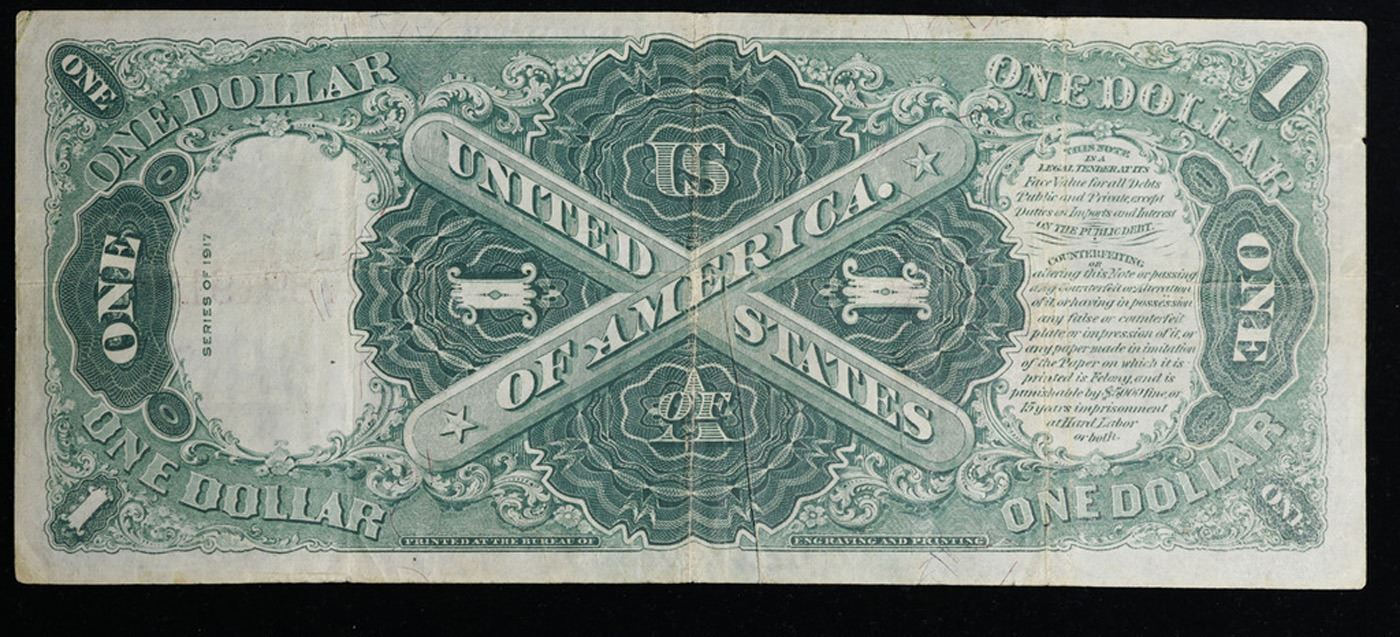 ONE
ONE DOLLAR
ONE DOLLAR
1
US
UNITED
STATES
OF AMERICA.
ONE
SERIES OF 1917
1
1
THIS NOTE
IS A
LEGAL TENDER AT ITS
Face Value for all Debts
Public and Private, except
Duties on Imports and Interest
ON THE PUBLIC DEBT.
COUNTERFEITING
OR
altering this Note or passing
any counterfeit or Alteration
of it, or having in possession
any false or counterfeit
plate or impression of it, or
any paper made in imitation
of the Paper on which it is
printed is Felony, and is
punishable by $5000 fine, or
15 years imprisonment
at Hard Labor
or both.
ONE
OF
A
ONE DOLLAR
ONE DOLLAR
1
ONE
PRINTED AT THE BUREAU OF
ENGRAVING AND PRINTING